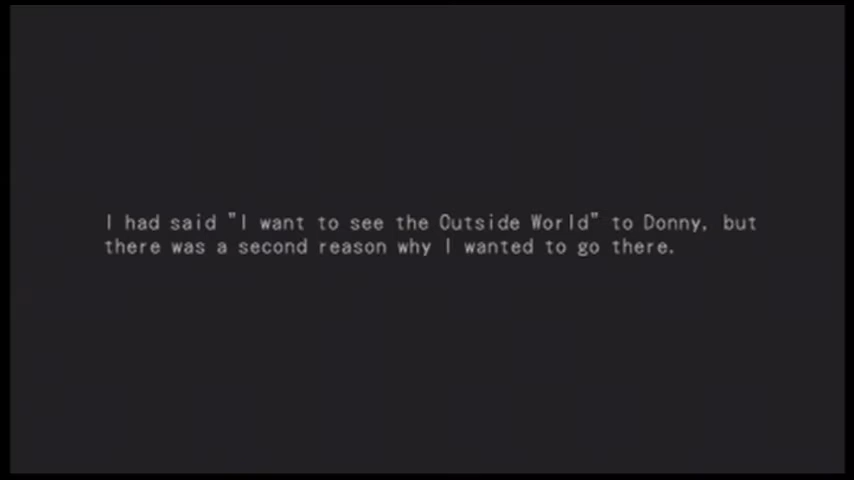 I had said "I want to see the Outside World" to Donny, but
there was a second reason why I wanted to go there.